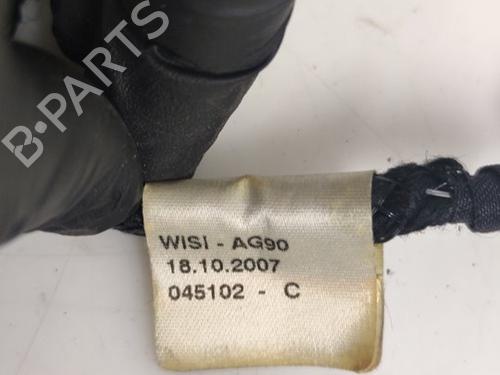 B-PARTS
WISI - AG90
18.10.2007
045102 - C